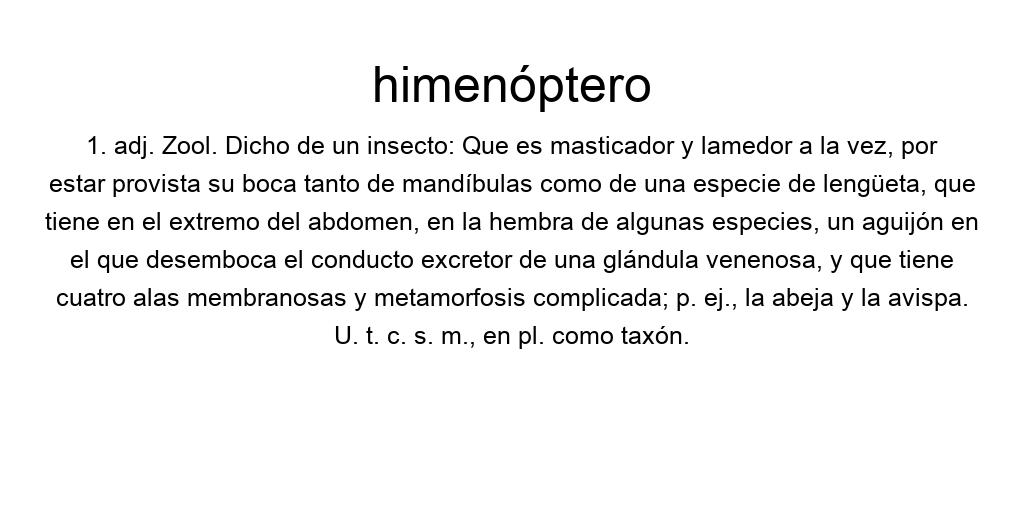 himenóptero
1. adj. Zool. Dicho de un insecto: Que es masticador y lamedor a la vez, por
estar provista su boca tanto de mandíbulas como de una especie de lengüeta, que
tiene en el extremo del abdomen, en la hembra de algunas especies, un aguijón en
el que desemboca el conducto excretor de una glándula venenosa, y que tiene
cuatro alas membranosas y metamorfosis complicada; p. ej., la abeja y la avispa.
U. t. c. s. m., en pl. como taxón.